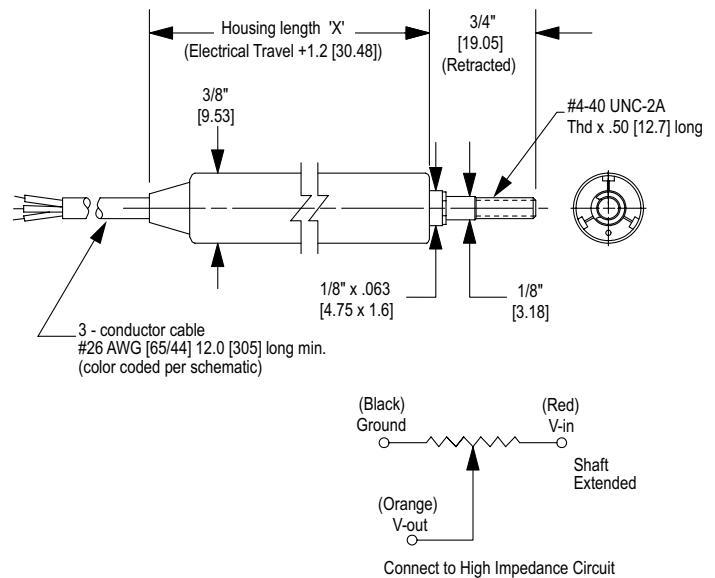 Housing length 'X'
(Electrical Travel +1.2 [30.48])
3/4"
[19.05]
(Retracted)
3/8"
[9.53]
#4-40 UNC-2A
Thd x .50 [12.7] long
1/8" x .063
[4.75 x 1.6]
1/8"
[3.18]
3 - conductor cable
#26 AWG [65/44] 12.0 [305] long min.
(color coded per schematic)
(Black)
Ground
(Red)
V-in
Shaft
Extended
(Orange)
V-out
Connect to High Impedance Circuit